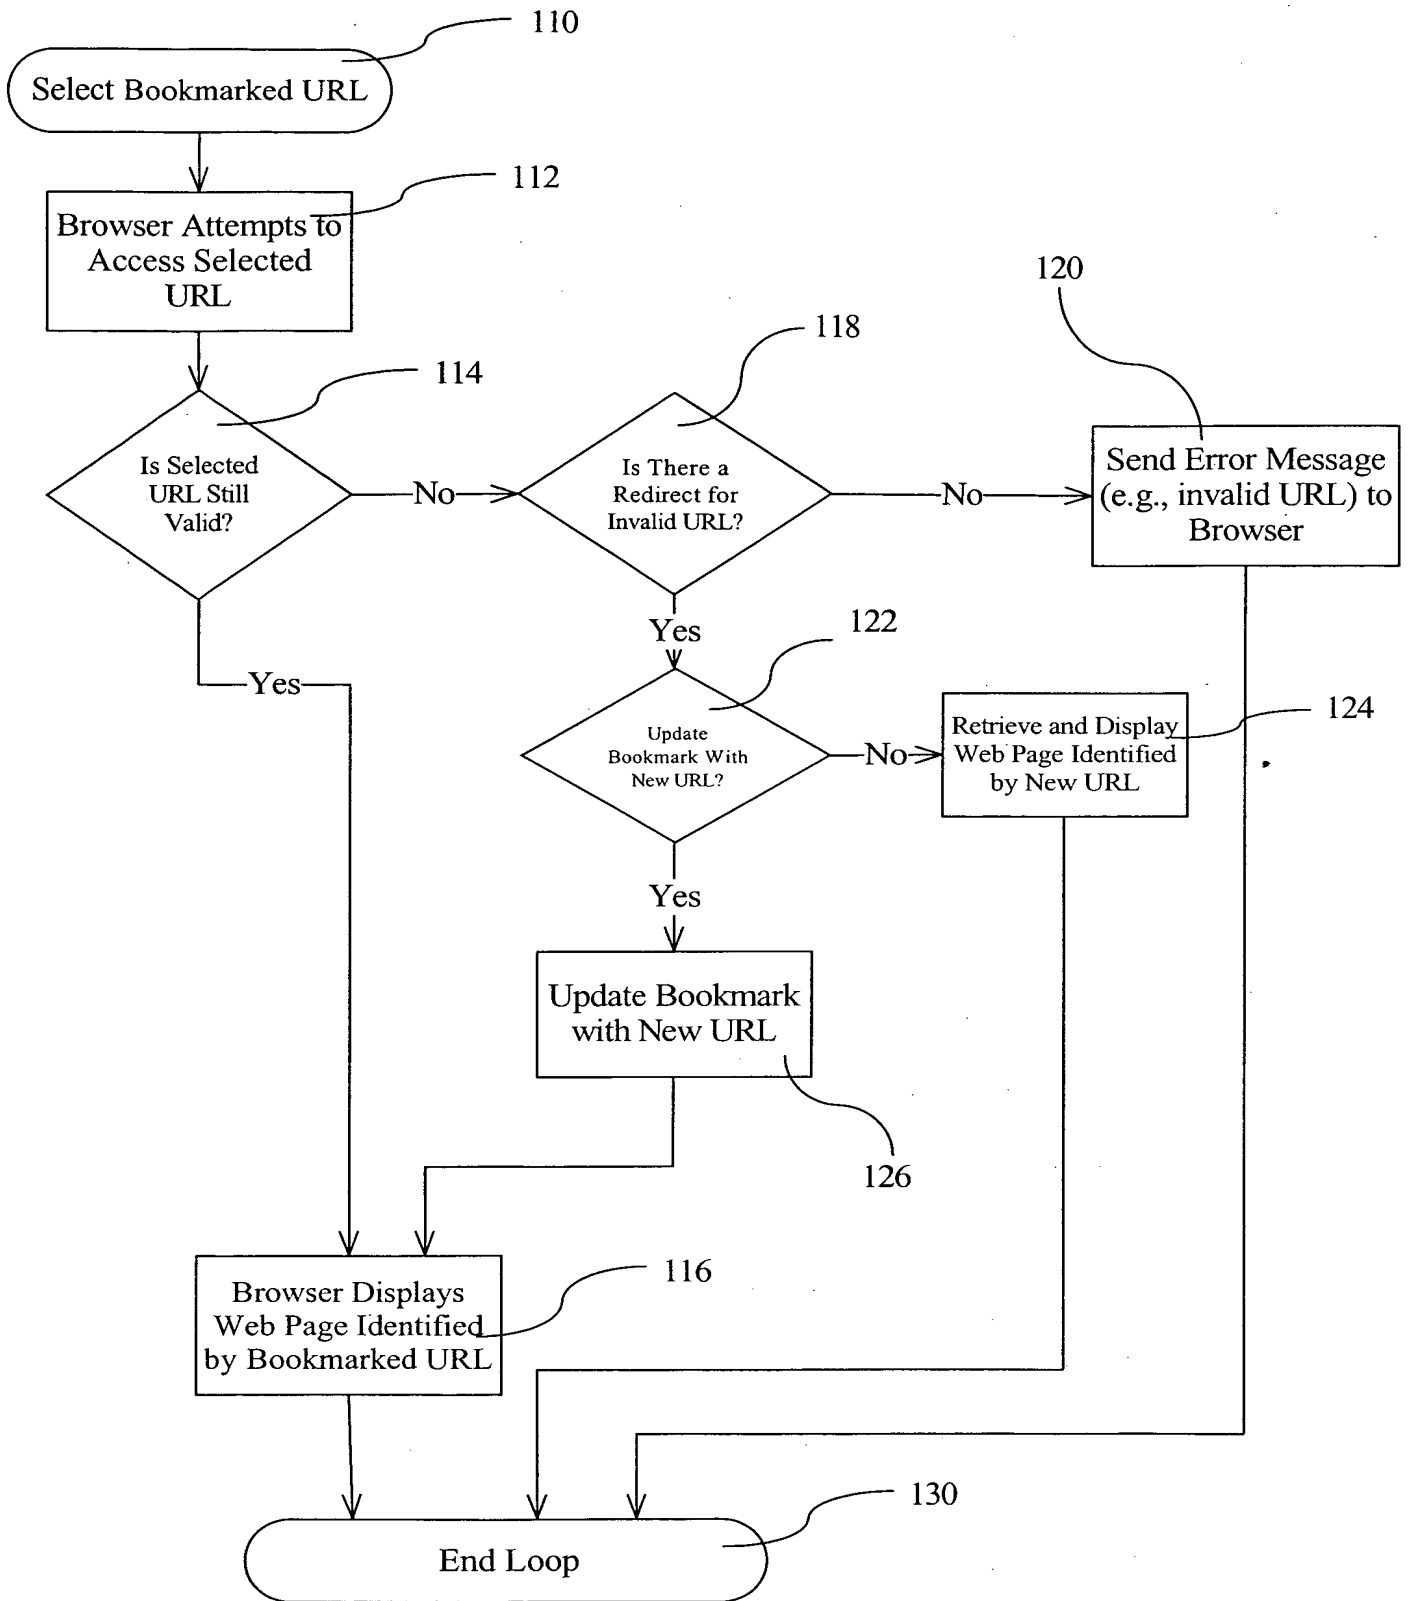 110
Select Bookmarked URL
112
Browser Attempts to
Access Selected
URL
114
Is Selected
URL Still
Valid?
No
118
Is There a
Redirect for
Invalid URL?
No
120
Send Error Message
(e.g., invalid URL) to
Browser
Yes
Yes
122
Update
Bookmark With
New URL?
No
124
Retrieve and Display
Web Page Identified
by New URL
Yes
Update Bookmark
with New URL
126
116
Browser Displays
Web Page Identified
by Bookmarked URL
130
End Loop